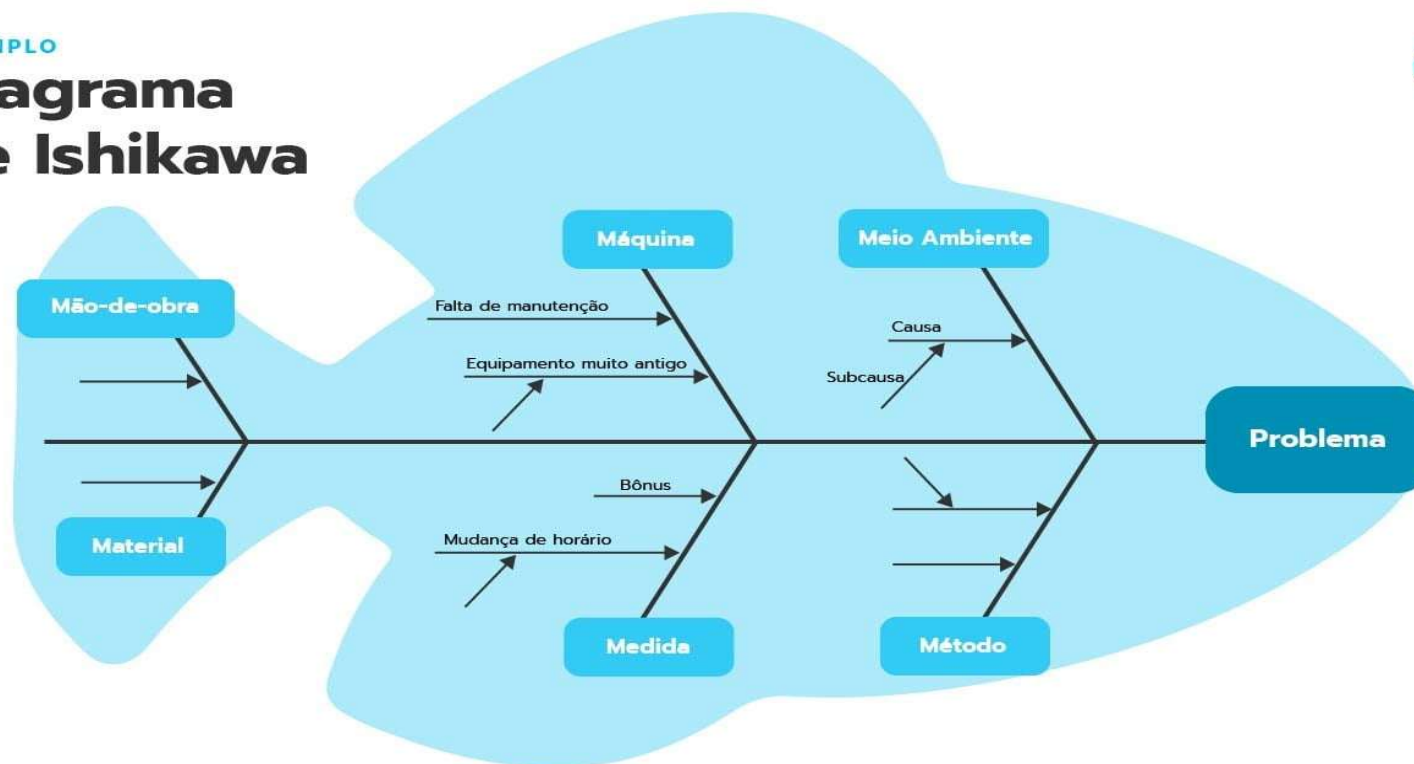 MPLO
agrama
e Ishikawa
Máquina
Meio Ambiente
Mão-de-obra
Falta de manutenção
Causa
Equipamento muito antigo
Subcausa
Problema
Bônus
Mudança de horário
Material
Medida
Método